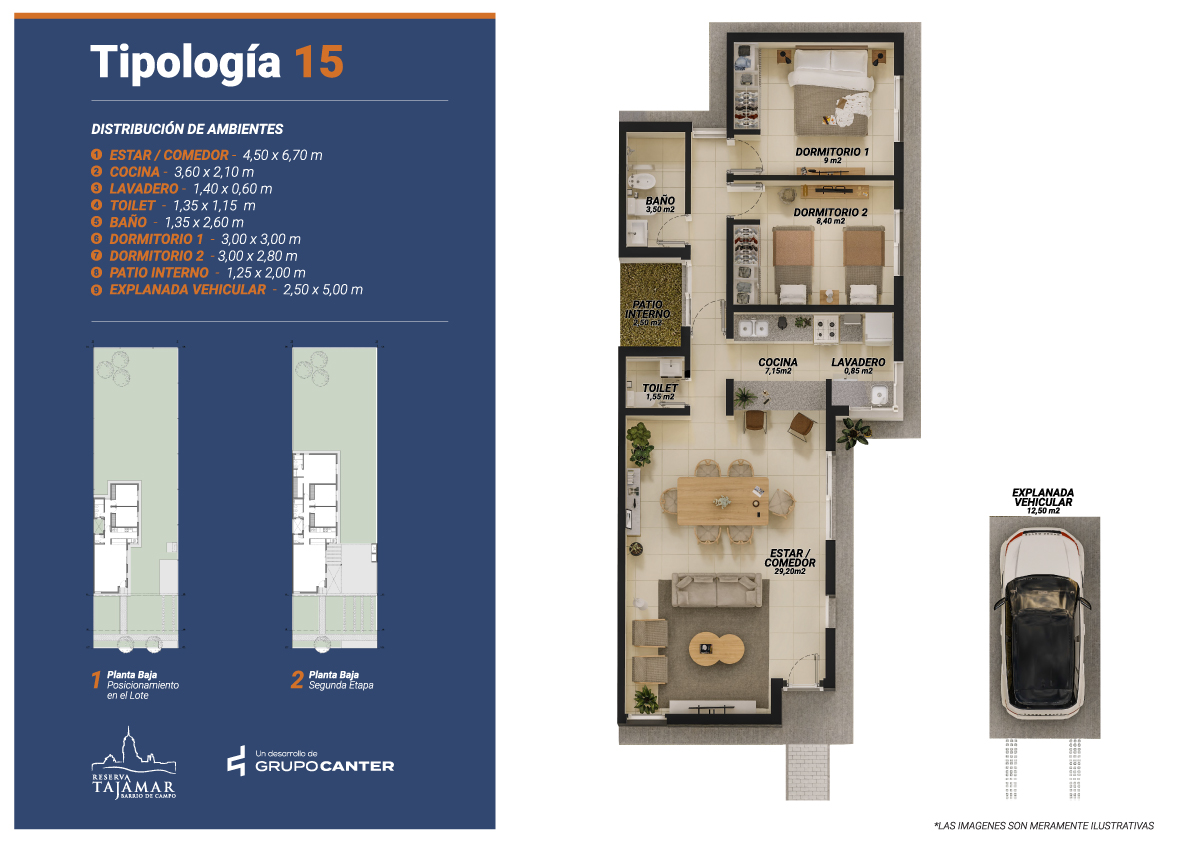 Tipología 15
DISTRIBUCIÓN DE AMBIENTES
1 ESTAR / COMEDOR - 4,50 x 6,70 m
2 COCINA - 3,60 x 2,10 m
3 LAVADERO - 1,40 x 0,60 m
4 TOILET - 1,35 x 1,15 m
5 BAÑO - 1,35 x 2,60 m
6 DORMITORIO 1 - 3,00 x 3,00 m
7 DORMITORIO 2 - 3,00 x 2,80 m
8 PATIO INTERNO - 1,25 x 2,00 m
9 EXPLANADA VEHICULAR - 2,50 x 5,00 m
1 Planta Baja
Posicionamiento
en el Lote
2 Planta Baja
Segunda Etapa
RESERVA
TAJAMAR
BARRIO DE CAMPO
Un desarrollo de
GRUPO CANTER
DORMITORIO 1
9 m2
BAÑO
3,50 m2
DORMITORIO 2
8,40 m2
PATIO
INTERNO
2,50 m2
COCINA
7,15m2
LAVADERO
0,85 m2
TOILET
1,55 m2
ESTAR /
COMEDOR
29,20m2
EXPLANADA
VEHICULAR
12,50 m2
*LAS IMAGENES SON MERAMENTE ILUSTRATIVAS